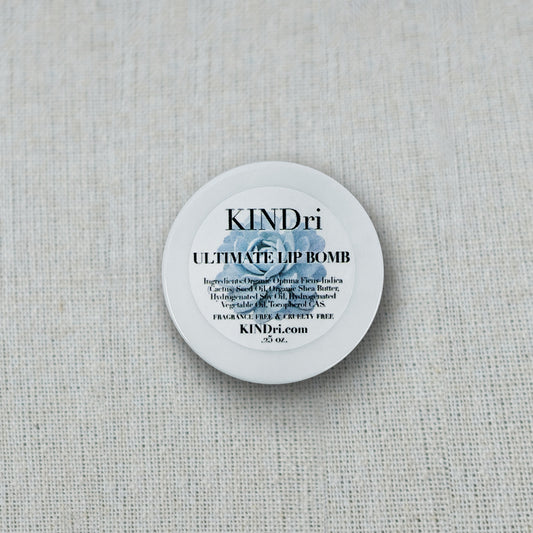 KINDri
ULTIMATE LIP BOMB
Ingredients:Organic Optuna Ficus-Indica
(Cactus) Seed Oil, Organic Shea Butter,
Hydrogenated Soy Oil, Hydrogenated
Vegetable Oil, Tocopherol CAS.
FRAGRANCE FREE & CRUELTY FREE
KINDri.com
.25 oz.